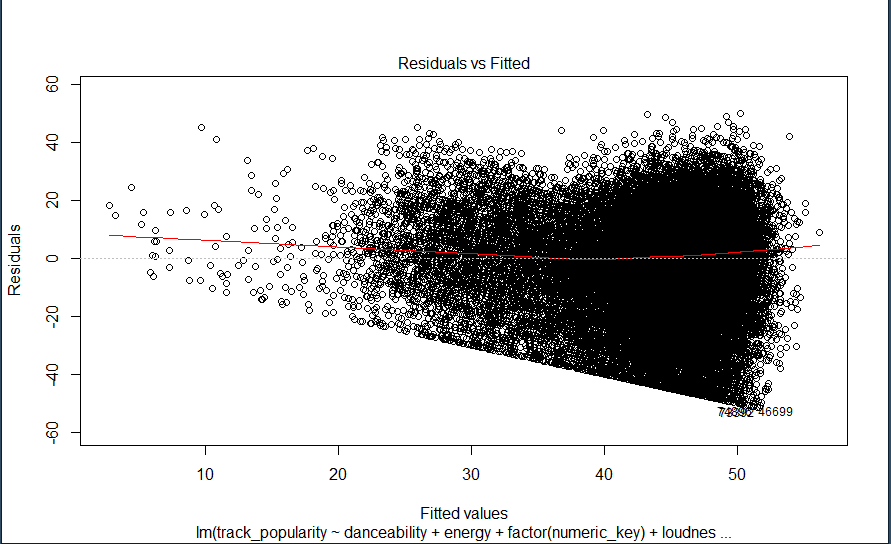 Residuals vs Fitted
60
40
20
0
-20
-40
-60
Residuals
46699
10 20 30 40 50
Fitted values
lm(track_popularity ~ danceability + energy + factor(numeric_key) + loudnes ...